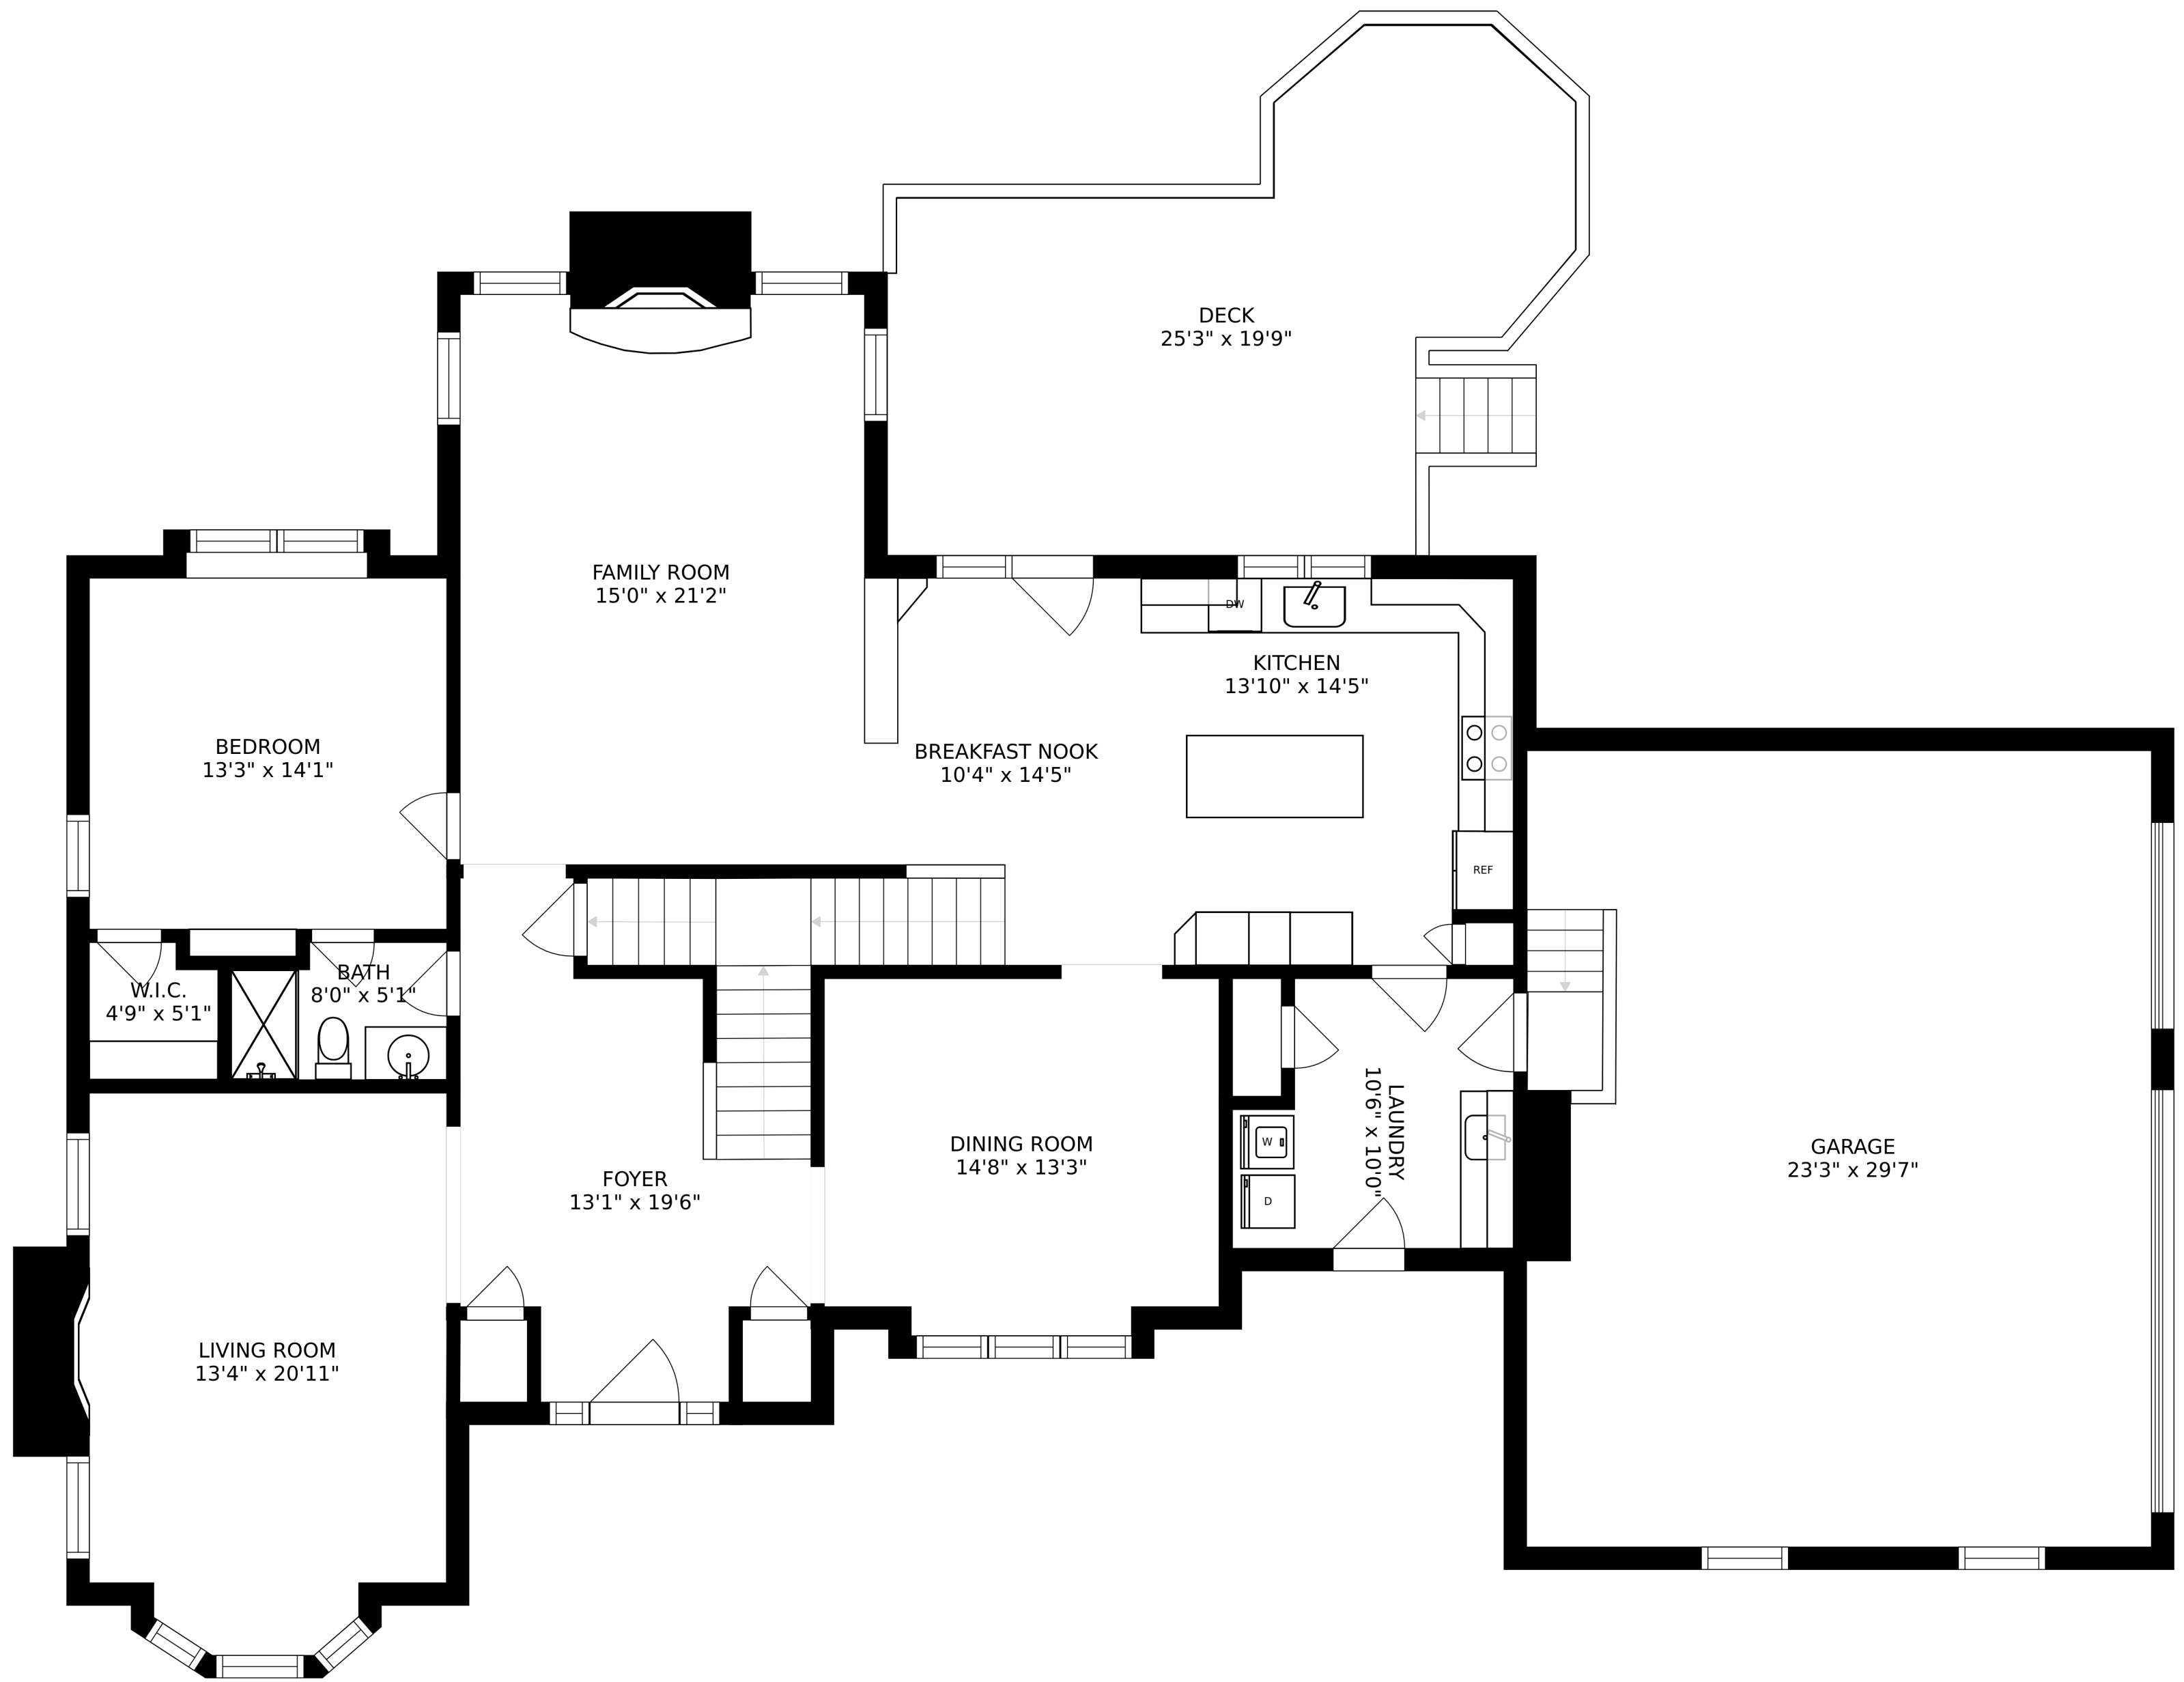 DECK
25'3" x 19'9"
FAMILY ROOM
15'0" x 21'2"
DW
KITCHEN
13'10" x 14'5"
BEDROOM
13'3" x 14'1"
BREAKFAST NOOK
10'4" x 14'5"
REF
BATH
8'0" x 5'1"
W.I.C.
4'9" x 5'1"
LAUNDRY
10'6" x 10'0"
W
D
DINING ROOM
14'8" x 13'3"
GARAGE
23'3" x 29'7"
FOYER
13'1" x 19'6"
LIVING ROOM
13'4" x 20'11"